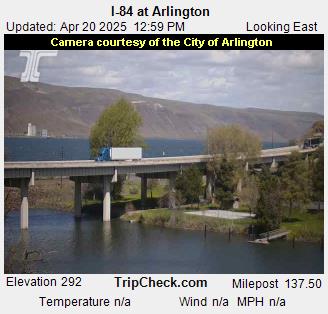 I-84 at Arlington
Updated: Apr 20 2025 12:59 PM Looking East
Camera courtesy of the City of Arlington
Elevation 292 TripCheck.com Milepost 137.50
Temperature n/a Wind n/a MPH n/a